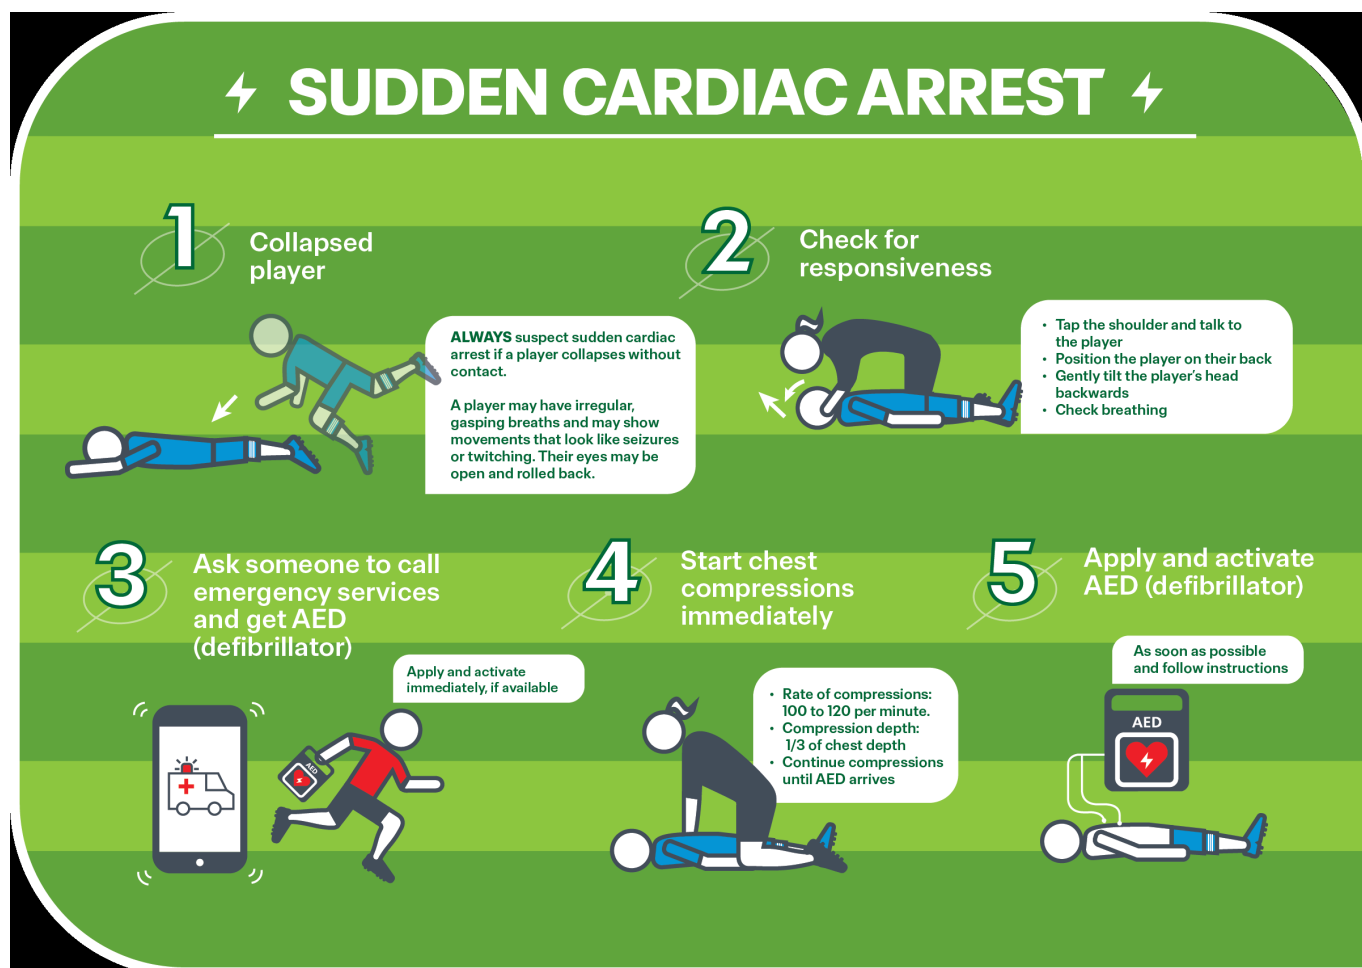 SUDDEN CARDIAC ARREST
1
Collapsed
player
ALWAYS suspect sudden cardiac
arrest if a player collapses without
contact.
A player may have irregular,
gasping breaths and may show
movements that look like seizures
or twitching. Their eyes may be
open and rolled back.
2
Check for
responsiveness
• Tap the shoulder and talk to
the player
• Position the player on their back
• Gently tilt the player's head
backwards
• Check breathing
3
Ask someone to call
emergency services
and get AED
(defibrillator)
Apply and activate
immediately, if available
AED
4
Start chest
compressions
immediately
• Rate of compressions:
100 to 120 per minute.
• Compression depth:
1/3 of chest depth
• Continue compressions
until AED arrives
5
Apply and activate
AED (defibrillator)
As soon as possible
and follow instructions
AED